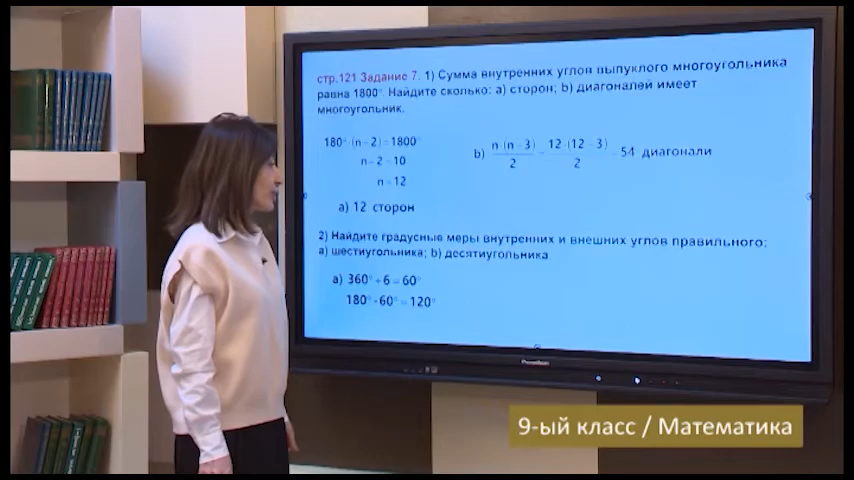 стр.121 Задание 7. 1) Сумма внутренних углов выпуклого многоугольника
равна 1800°. Найдите сколько: а) сторон; b) диагоналей имеет
многоугольник.
180° (n−2)=1800°
n−2=10
n=12
b) n (n−3)/2 = 12 (12−3)/2 = 54 диагонали
а) 12 сторон
2) Найдите градусные меры внутренних и внешних углов правильного:
а) шестиугольника; b) десятиугольника
а) 360°÷6=60°
180°-60°=120°
9-ый класс / Математика